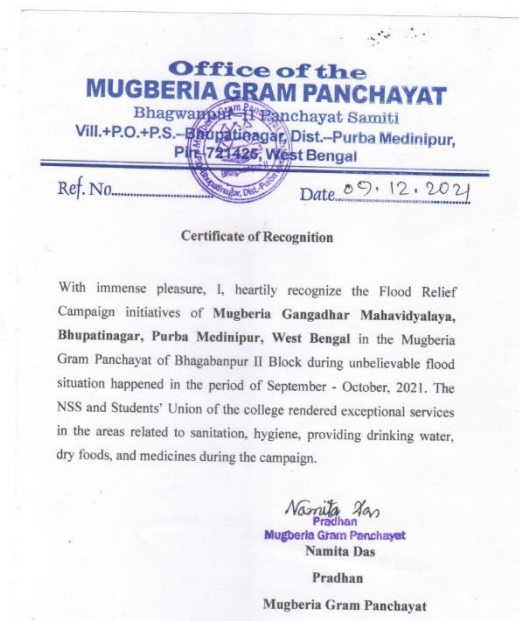 Office of the
MUGBERIA GRAM PANCHAYAT
Bhagwanpur-II Panchayat Samiti
Vill.+P.O.+P.S.–Bhupatinagar, Dist.–Purba Medinipur,
Pin-721425, West Bengal
Ref. No.
Date 09.12.2021
Certificate of Recognition
With immense pleasure, I, heartily recognize the Flood Relief
Campaign initiatives of Mugberia Gangadhar Mahavidyalaya,
Bhupatinagar, Purba Medinipur, West Bengal in the Mugberia
Gram Panchayat of Bhagabanpur II Block during unbelievable flood
situation happened in the period of September - October, 2021. The
NSS and Students' Union of the college rendered exceptional services
in the areas related to sanitation, hygiene, providing drinking water,
dry foods, and medicines during the campaign.
Namita Das
Pradhan
Mugberia Gram Panchayat
Namita Das
Pradhan
Mugberia Gram Panchayat